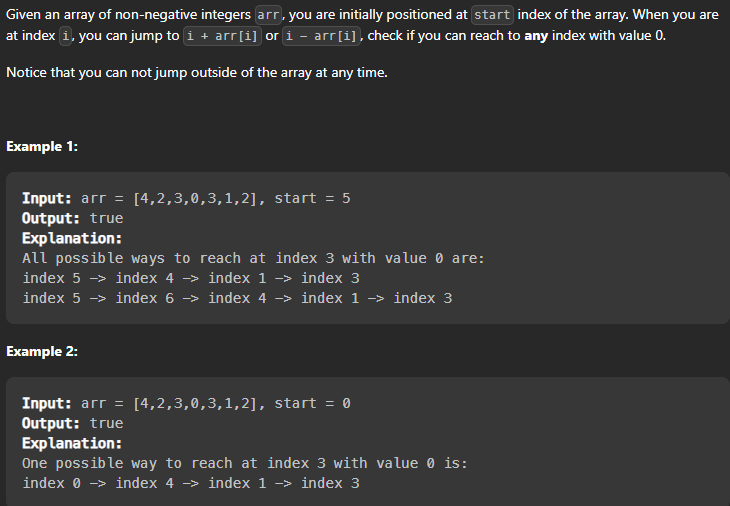 Given an array of non-negative integers arr, you are initially positioned at start index of the array. When you are
at index i, you can jump to i + arr[i] or i - arr[i], check if you can reach to any index with value 0.
Notice that you can not jump outside of the array at any time.
Example 1:
Input: arr = [4,2,3,0,3,1,2], start = 5
Output: true
Explanation:
All possible ways to reach at index 3 with value 0 are:
index 5 -> index 4 -> index 1 -> index 3
index 5 -> index 6 -> index 4 -> index 1 -> index 3
Example 2:
Input: arr = [4,2,3,0,3,1,2], start = 0
Output: true
Explanation:
One possible way to reach at index 3 with value 0 is:
index 0 -> index 4 -> index 1 -> index 3